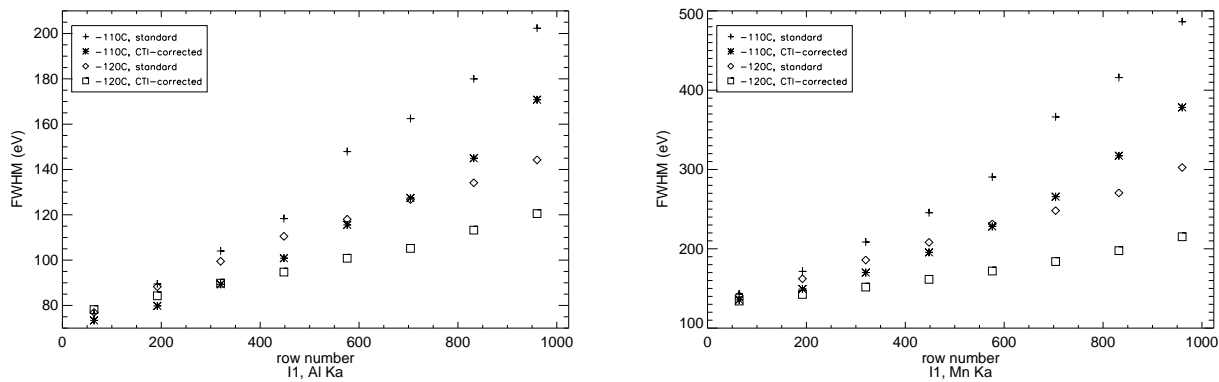 200
180
160
140
120
100
80
FWHM (eV)
+ -110C, standard
-110C, CTI-corrected
-120C, standard
-120C, CTI-corrected
0 200 400 600 800 1000
row number
I1, Al Ka
500
400
300
200
100
FWHM (eV)
+ -110C, standard
-110C, CTI-corrected
-120C, standard
-120C, CTI-corrected
0 200 400 600 800 1000
row number
I1, Mn Ka